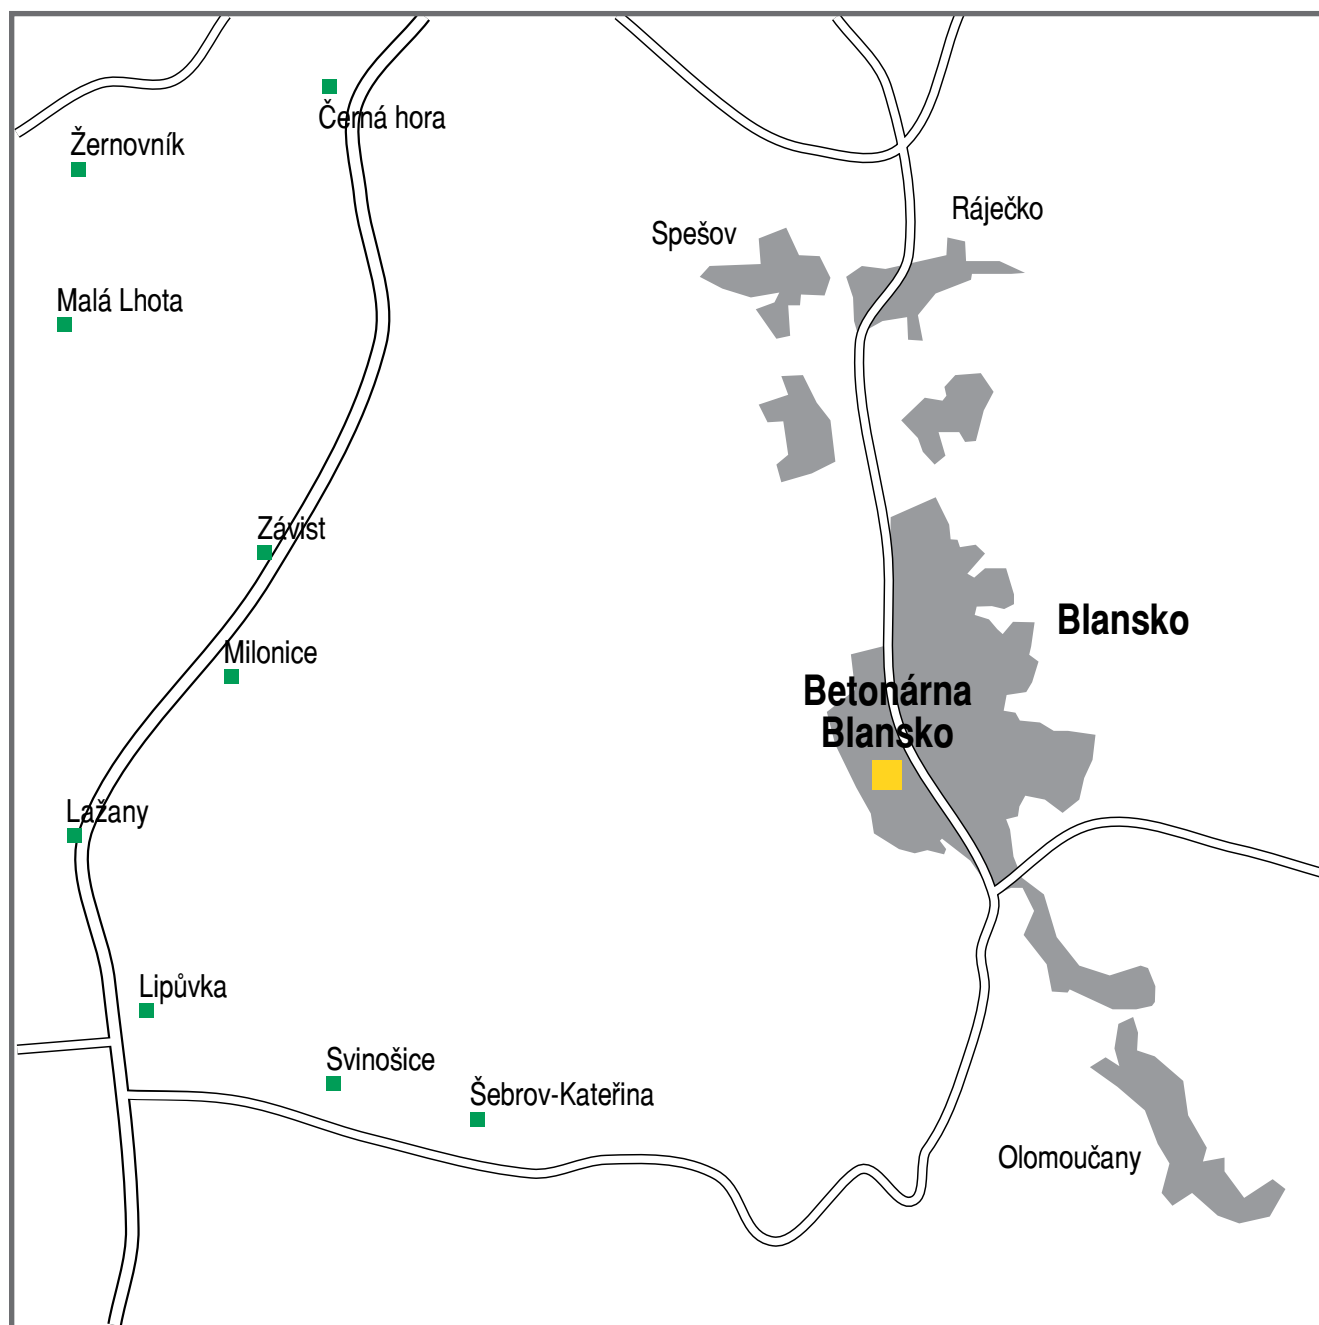 Černá hora
Žernovník
Ráječko
Spešov
Malá Lhota
Závist
Blansko
Milonice
Betonárna
Blansko
Lažany
Lipůvka
Svinošice
Šebrov-Kateřina
Olomoučany